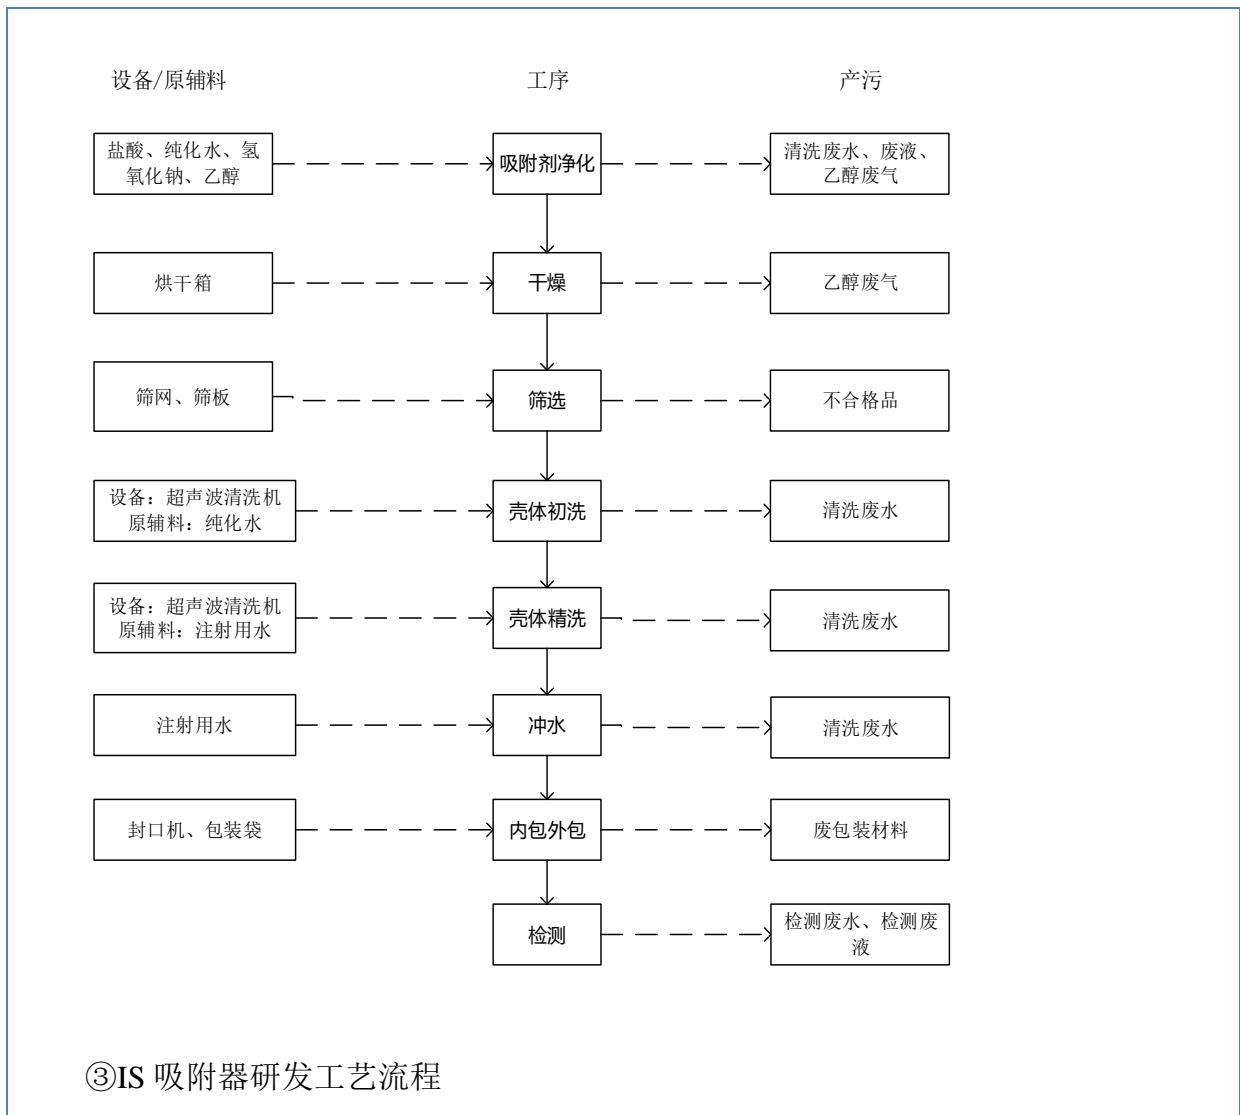 设备/原辅料 工序 产污
盐酸、纯化水、氢
氧化钠、乙醇
吸附剂净化
清洗废水、废液、
乙醇废气
烘干箱
干燥
乙醇废气
筛网、筛板
筛选
不合格品
设备：超声波清洗机
原辅料：纯化水
壳体初洗
清洗废水
设备：超声波清洗机
原辅料：注射用水
壳体精洗
清洗废水
注射用水
冲水
清洗废水
封口机、包装袋
内包外包
废包装材料
检测
检测废水、检测废
液
③IS 吸附器研发工艺流程